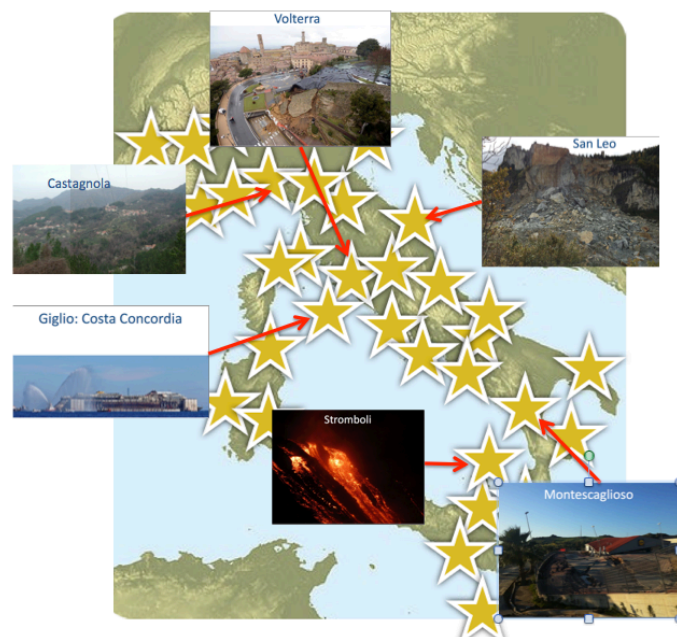 Volterra
San Leo
Castagnola
Giglio: Costa Concordia
Stromboli
Montescaglioso